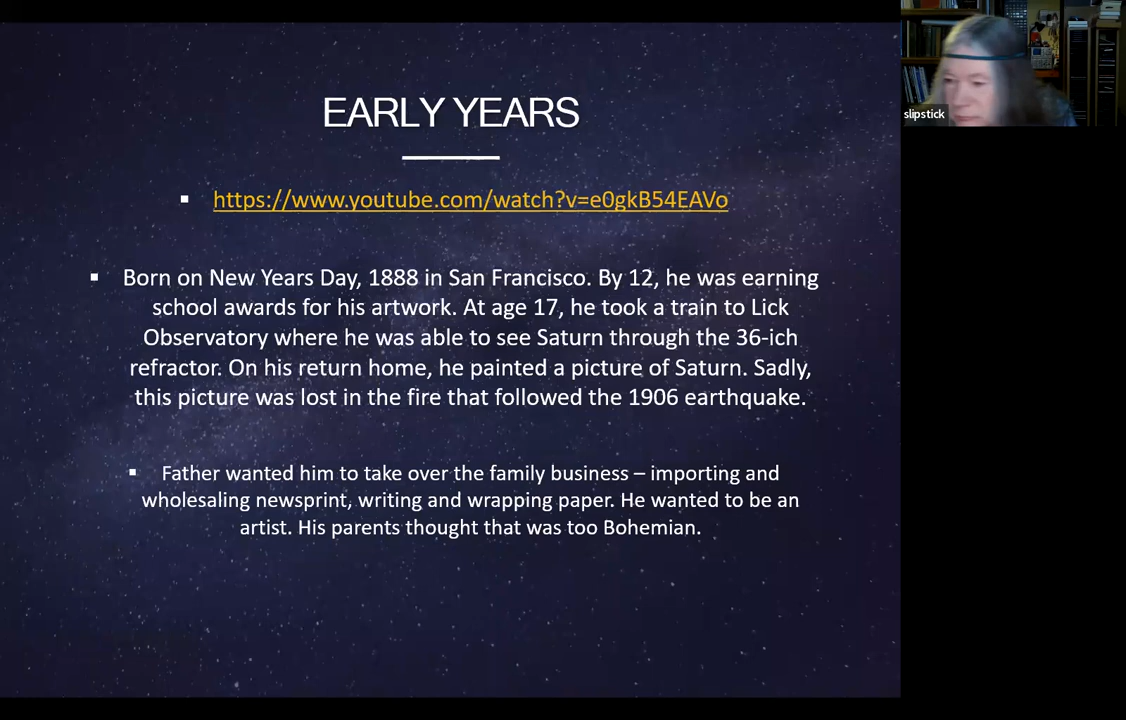 EARLY YEARS
slipstick
▪ https://www.youtube.com/watch?v=e0gkB54EAVo
▪ Born on New Years Day, 1888 in San Francisco. By 12, he was earning
school awards for his artwork. At age 17, he took a train to Lick
Observatory where he was able to see Saturn through the 36-ich
refractor. On his return home, he painted a picture of Saturn. Sadly,
this picture was lost in the fire that followed the 1906 earthquake.
▪ Father wanted him to take over the family business – importing and
wholesaling newsprint, writing and wrapping paper. He wanted to be an
artist. His parents thought that was too Bohemian.